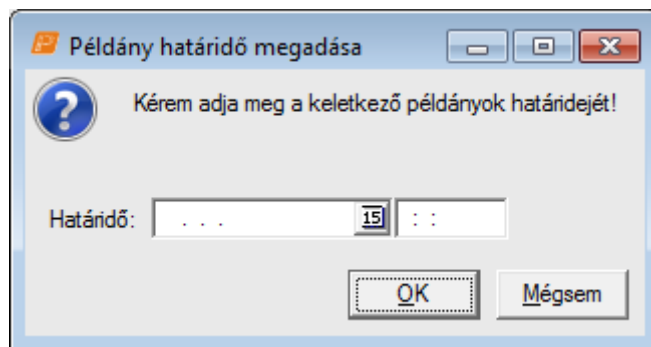 Példány határidő megadása
Kérem adja meg a keletkező példányok határidejét!
Határidő: . . . 15 : :
OK Mégsem